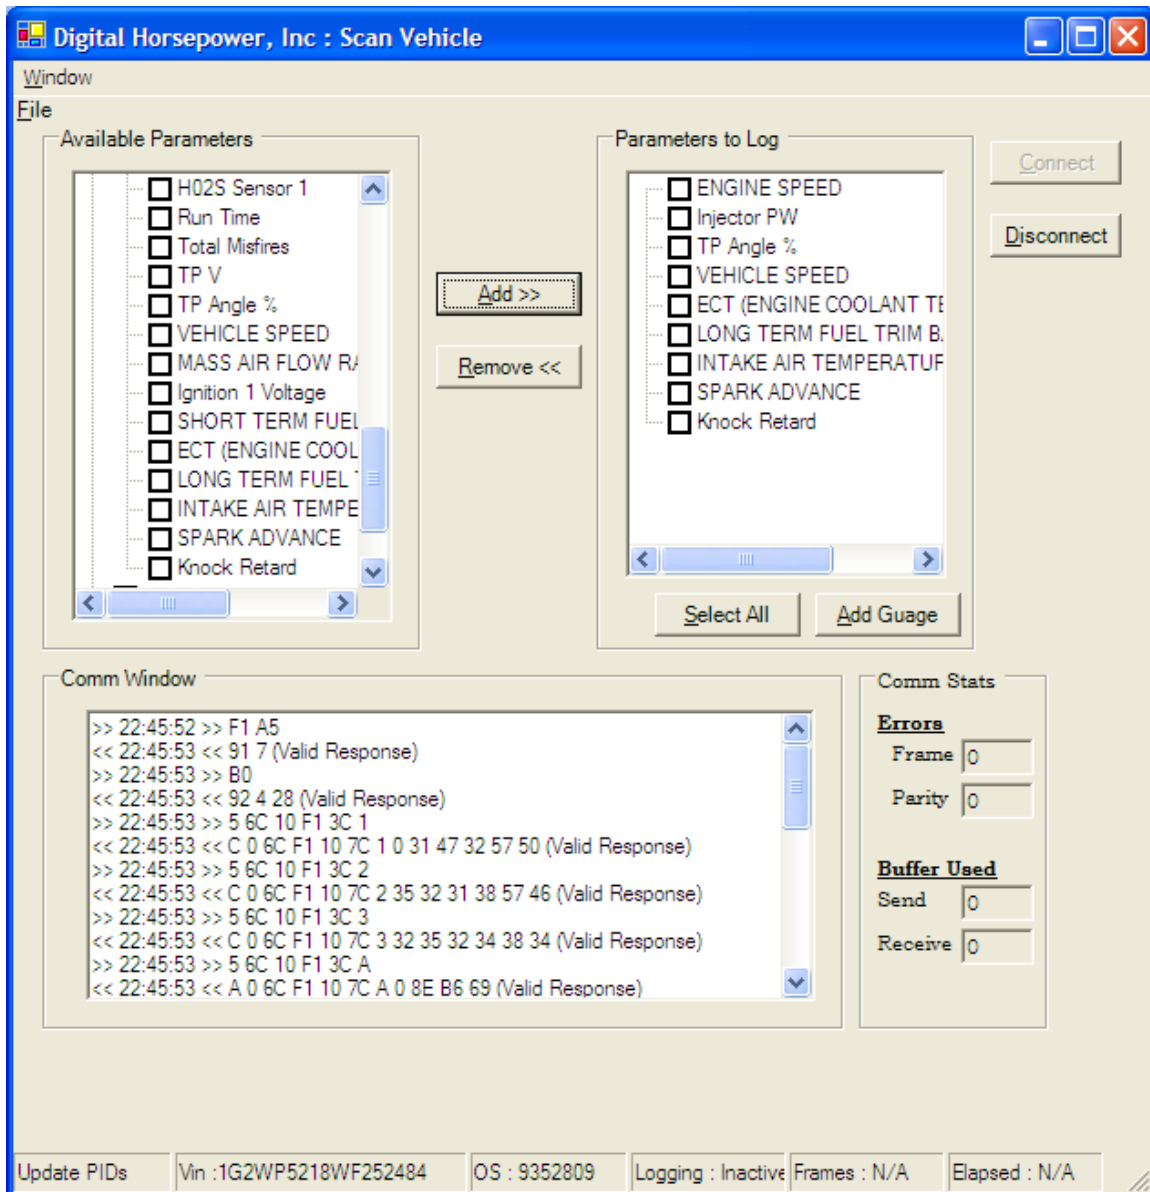 Digital Horsepower, Inc : Scan Vehicle
Window
File
Available Parameters
H02S Sensor 1
Run Time
Total Misfires
TP V
TP Angle %
VEHICLE SPEED
MASS AIR FLOW RA
Ignition 1 Voltage
SHORT TERM FUEL
ECT (ENGINE COOL
LONG TERM FUEL T
INTAKE AIR TEMPE
SPARK ADVANCE
Knock Retard
Add >>
Remove <<
Parameters to Log
ENGINE SPEED
Injector PW
TP Angle %
VEHICLE SPEED
ECT (ENGINE COOLANT TE
LONG TERM FUEL TRIM B.
INTAKE AIR TEMPERATUF
SPARK ADVANCE
Knock Retard
Select All
Add Guage
Connect
Disconnect
Comm Window
>> 22:45:52 >> F1 A5
<< 22:45:53 << 91 7 (Valid Response)
>> 22:45:53 >> B0
<< 22:45:53 << 92 4 28 (Valid Response)
>> 22:45:53 >> 5 6C 10 F1 3C 1
<< 22:45:53 << C 0 6C F1 10 7C 1 0 31 47 32 57 50 (Valid Response)
>> 22:45:53 >> 5 6C 10 F1 3C 2
<< 22:45:53 << C 0 6C F1 10 7C 2 35 32 31 38 57 46 (Valid Response)
>> 22:45:53 >> 5 6C 10 F1 3C 3
<< 22:45:53 << C 0 6C F1 10 7C 3 32 35 32 34 38 34 (Valid Response)
>> 22:45:53 >> 5 6C 10 F1 3C A
<< 22:45:53 << A 0 6C F1 10 7C A 0 8E B6 69 (Valid Response)
Comm Stats
Errors
Frame 0
Parity 0
Buffer Used
Send 0
Receive 0
Update PIDs Vin :1G2WP5218WF252484 OS : 9352809 Logging : Inactive Frames : N/A Elapsed : N/A